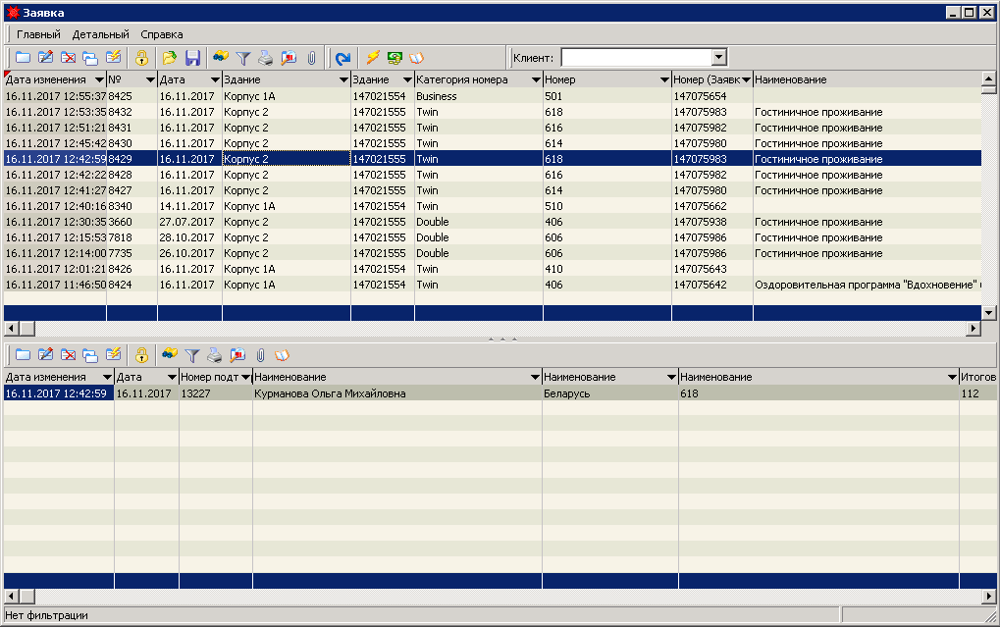 Заявка
Главный Детальный Справка
Клиент:
Дата изменения № Дата Здание Здание Категория номера Номер Номер (Заявк Наименование
16.11.2017 12:55:37 8425 16.11.2017 Корпус 1А 147021554 Business 501 147075654
16.11.2017 12:53:35 8432 16.11.2017 Корпус 2 147021555 Twin 618 147075983 Гостиничное проживание
16.11.2017 12:51:21 8431 16.11.2017 Корпус 2 147021555 Twin 616 147075982 Гостиничное проживание
16.11.2017 12:45:42 8430 16.11.2017 Корпус 2 147021555 Twin 614 147075980 Гостиничное проживание
16.11.2017 12:42:59 8429 16.11.2017 Корпус 2 147021555 Twin 618 147075983 Гостиничное проживание
16.11.2017 12:42:22 8428 16.11.2017 Корпус 2 147021555 Twin 616 147075982 Гостиничное проживание
16.11.2017 12:41:27 8427 16.11.2017 Корпус 2 147021555 Twin 614 147075980 Гостиничное проживание
16.11.2017 12:40:16 8340 14.11.2017 Корпус 1А 147021554 Twin 510 147075662
16.11.2017 12:30:35 3660 27.07.2017 Корпус 2 147021555 Double 406 147075938 Гостиничное проживание
16.11.2017 12:15:53 7818 28.10.2017 Корпус 2 147021555 Double 606 147075986 Гостиничное проживание
16.11.2017 12:14:00 7735 26.10.2017 Корпус 2 147021555 Double 606 147075986 Гостиничное проживание
16.11.2017 12:01:21 8426 16.11.2017 Корпус 1А 147021554 Twin 410 147075643
16.11.2017 11:46:50 8424 16.11.2017 Корпус 1А 147021554 Twin 406 147075642 Оздоровительная программа "Вдохновение"
Дата изменения Дата Номер подт Наименование Наименование Наименование Итогов
16.11.2017 12:42:59 16.11.2017 13227 Курманова Ольга Михайловна Беларусь 618 112
Нет фильтрации